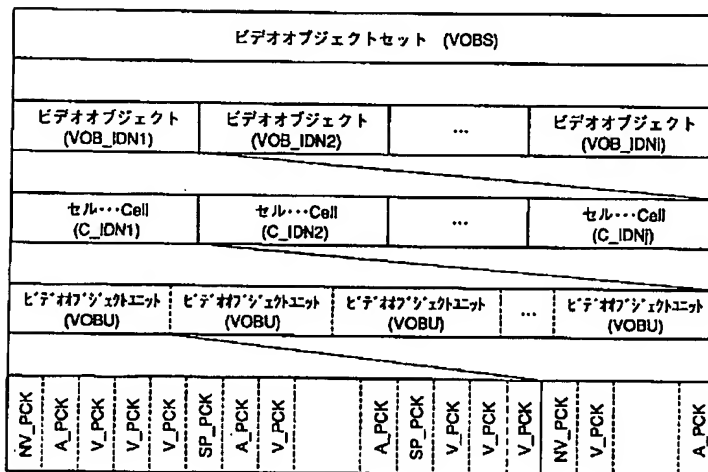 ビデオオブジェクトセット (VOBS)
ビデオオブジェクト
(VOB_IDN1)
ビデオオブジェクト
(VOB_IDN2)
…
ビデオオブジェクト
(VOB_IDNi)
セル…Cell
(C_IDN1)
セル…Cell
(C_IDN2)
…
セル…Cell
(C_IDNj)
ビデオオブジェクトユニット
(VOBU)
ビデオオブジェクトユニット
(VOBU)
ビデオオブジェクトユニット
(VOBU)
…
ビデオオブジェクトユニット
(VOBU)
NV_PCK
A_PCK
V_PCK
V_PCK
V_PCK
SP_PCK
A_PCK
V_PCK
A_PCK
SP_PCK
V_PCK
V_PCK
V_PCK
NV_PCK
V_PCK
A_PCK